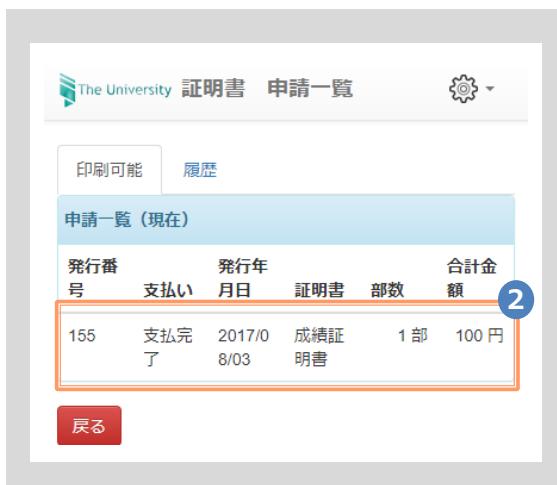 The University 証明書 申請一覧
印刷可能 履歴
申請一覧（現在）
発行番号 支払い 発行年月日 証明書 部数 合計金額
2
155 支払完了 2017/08/03 成績証明書 1 部 100 円
戻る